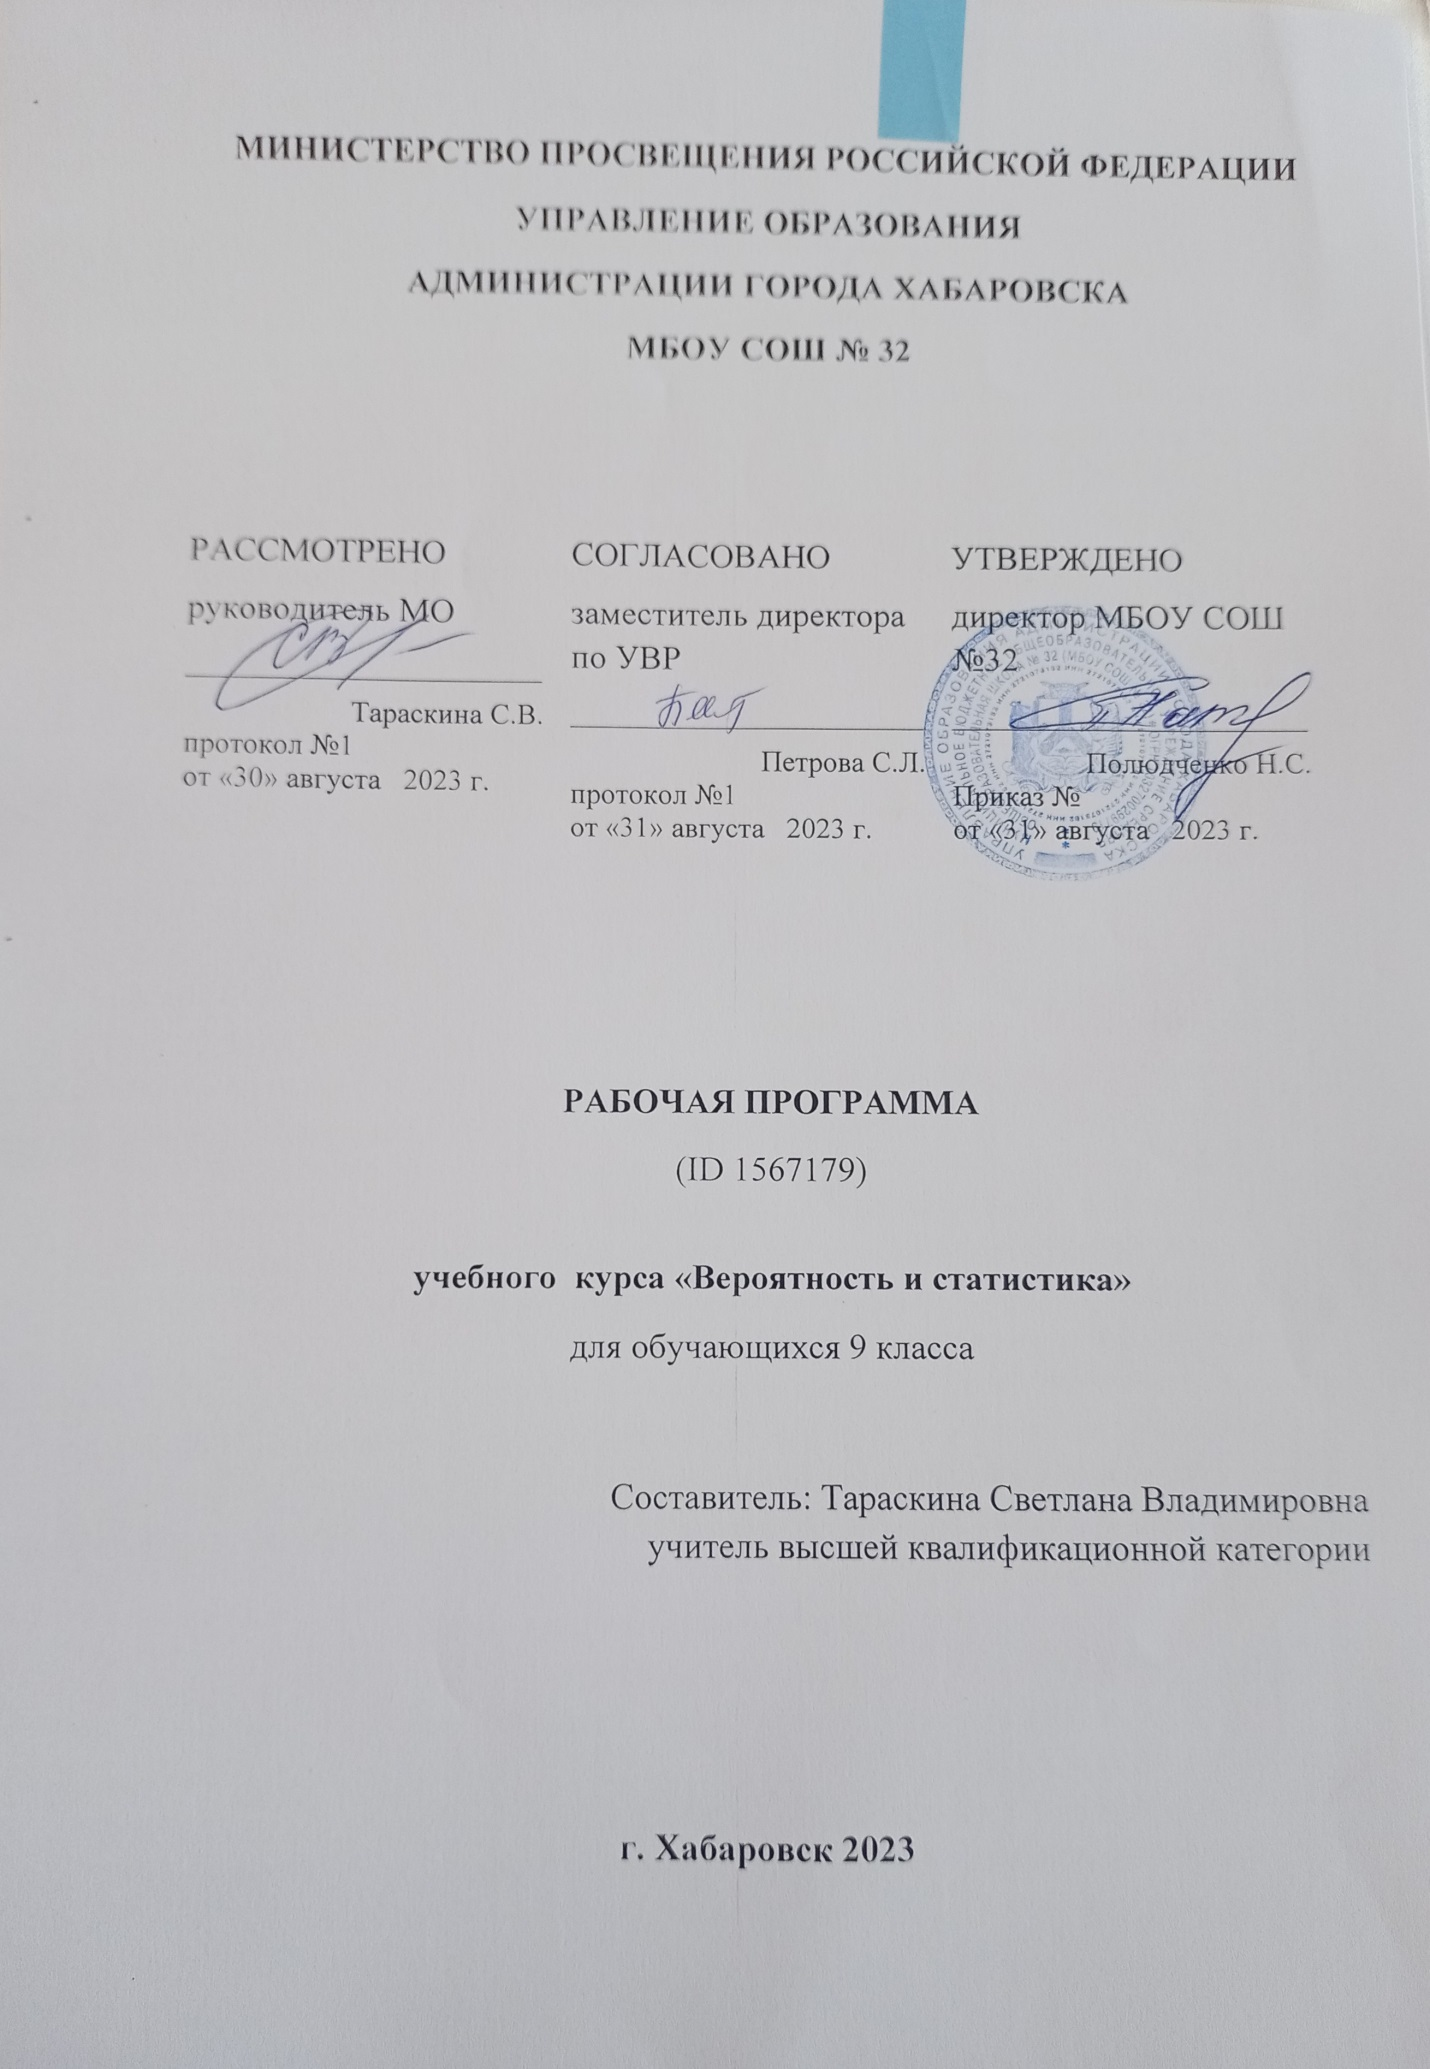 МИНИСТЕРСТВО ПРОСВЕЩЕНИЯ РОССИЙСКОЙ ФЕДЕРАЦИИ
УПРАВЛЕНИЕ ОБРАЗОВАНИЯ
АДМИНИСТРАЦИИ ГОРОДА ХАБАРОВСКА
МБОУ СОШ № 32
РАССМОТРЕНО
руководитель МО
Тараскина С.В.
протокол №1
от «30» августа 2023 г.
СОГЛАСОВАНО
заместитель директора
по УВР
Петрова С.Л.
протокол №1
от «31» августа 2023 г.
УТВЕРЖДЕНО
директор МБОУ СОШ
№32
Полюдченко Н.С.
Приказ №
от «31» августа 2023 г.
РАБОЧАЯ ПРОГРАММА
(ID 1567179)
учебного курса «Вероятность и статистика»
для обучающихся 9 класса
Составитель: Тараскина Светлана Владимировна
учитель высшей квалификационной категории
г. Хабаровск 2023